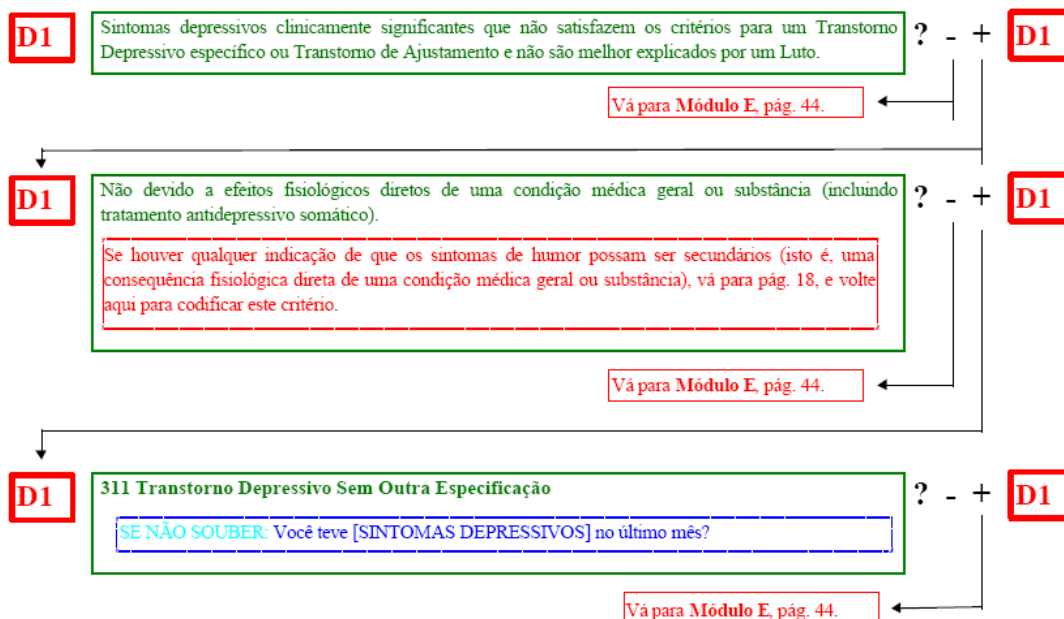 D1
Sintomas depressivos clinicamente significantes que não satisfazem os critérios para um Transtorno
Depressivo específico ou Transtorno de Ajustamento e não são melhor explicados por um Luto.
? - +
D1
Vá para Módulo E, pág. 44.
D1
Não devido a efeitos fisiológicos diretos de uma condição médica geral ou substância (incluindo
tratamento antidepressivo somático).
? - +
D1
Se houver qualquer indicação de que os sintomas de humor possam ser secundários (isto é, uma
consequência fisiológica direta de uma condição médica geral ou substância), vá para pág. 18, e volte
aqui para codificar este critério.
Vá para Módulo E, pág. 44.
D1
311 Transtorno Depressivo Sem Outra Especificação
? - +
D1
SE NÃO SOUBER: Você teve [SINTOMAS DEPRESSIVOS] no último mês?
Vá para Módulo E, pág. 44.